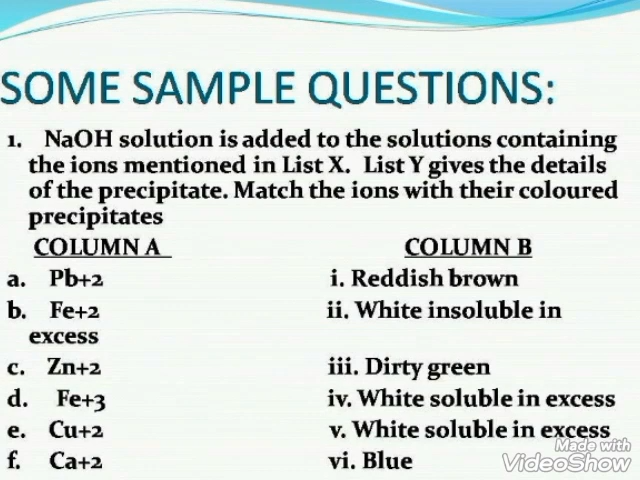 SOME SAMPLE QUESTIONS:
1. NaOH solution is added to the solutions containing
the ions mentioned in List X. List Y gives the details
of the precipitate. Match the ions with their coloured
precipitates
COLUMN A COLUMN B
a. Pb+2 i. Reddish brown
b. Fe+2 ii. White insoluble in
excess
c. Zn+2 iii. Dirty green
d. Fe+3 iv. White soluble in excess
e. Cu+2 v. White soluble in excess
f. Ca+2 vi. Blue
Made with
VideoShow